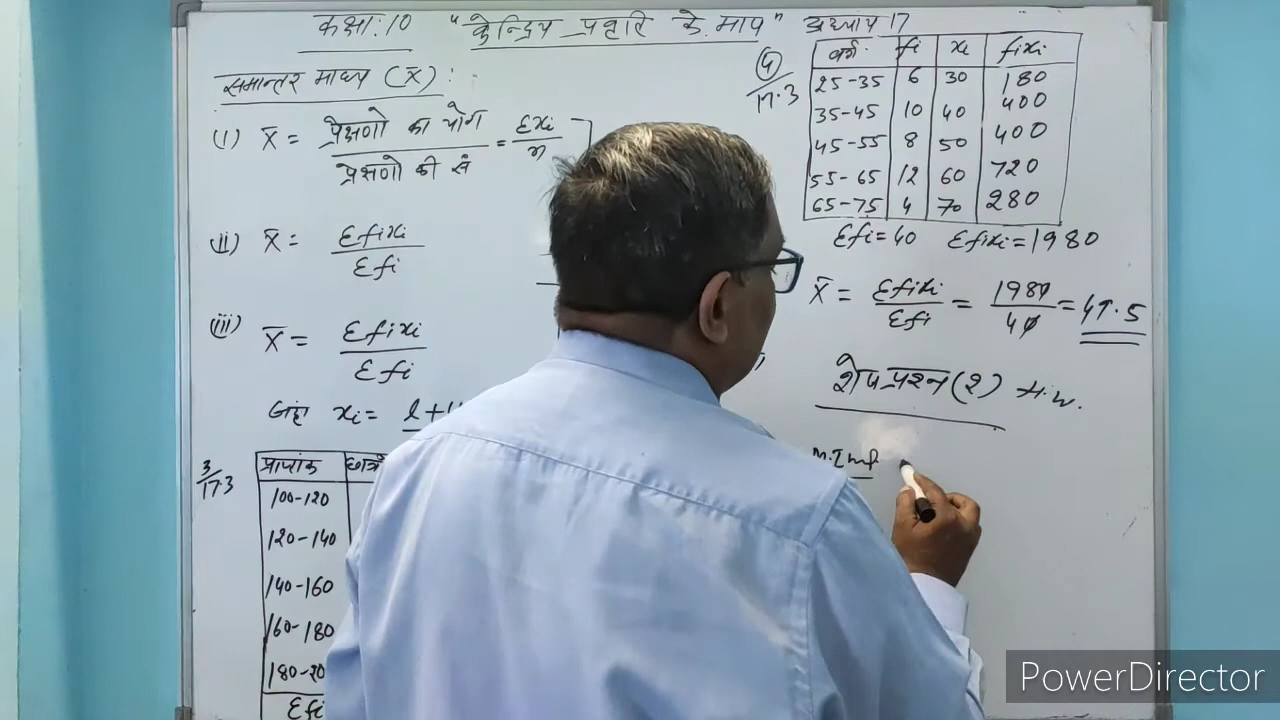 कक्षा:10 "केन्द्रिय प्रवृति के माप" अध्याय 17
समान्तर माध्य (x̄):
(i) x̄ = प्रेक्षणो का योग / प्रेक्षणो की सं = Σxi / n
(ii) x̄ = Σfixi / Σfi
(iii) x̄ = Σfixi / Σfi
जहां xi = l+u
3/17.3
प्राप्तांक
100-120
120-140
140-160
160-180
180-20
Σfi
4/17.3
वर्ग fi xi fixi
25-35 6 30 180
35-45 10 40 400
45-55 8 50 400
55-65 12 60 720
65-75 4 70 280
Σfi=40 Σfixi=1980
x̄ = Σfixi / Σfi = 1980 / 40 = 49.5
शेष प्रश्न (2) H.W.
M.Imp
PowerDirector